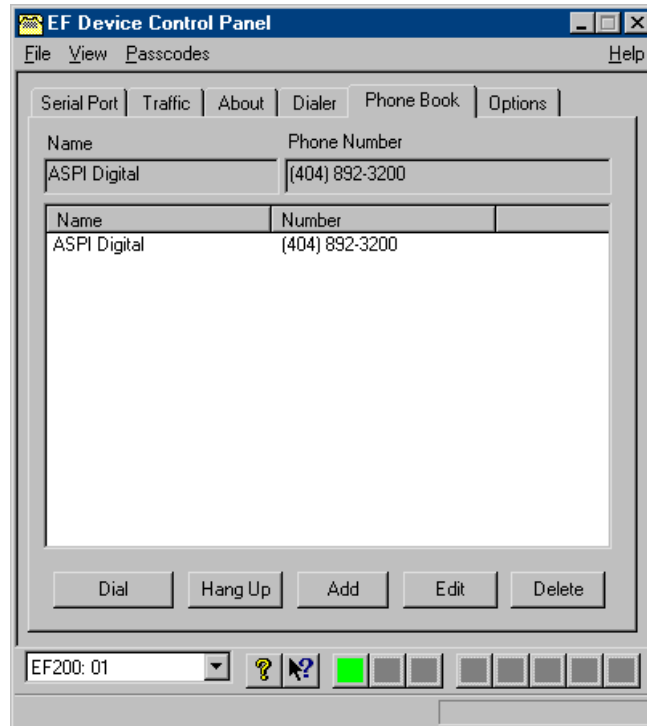 EF Device Control Panel
File View Passcodes Help
Serial Port Traffic About Dialer Phone Book Options
Name Phone Number
ASPI Digital (404) 892-3200
Name Number
ASPI Digital (404) 892-3200
Dial Hang Up Add Edit Delete
EF200: 01 ? ?